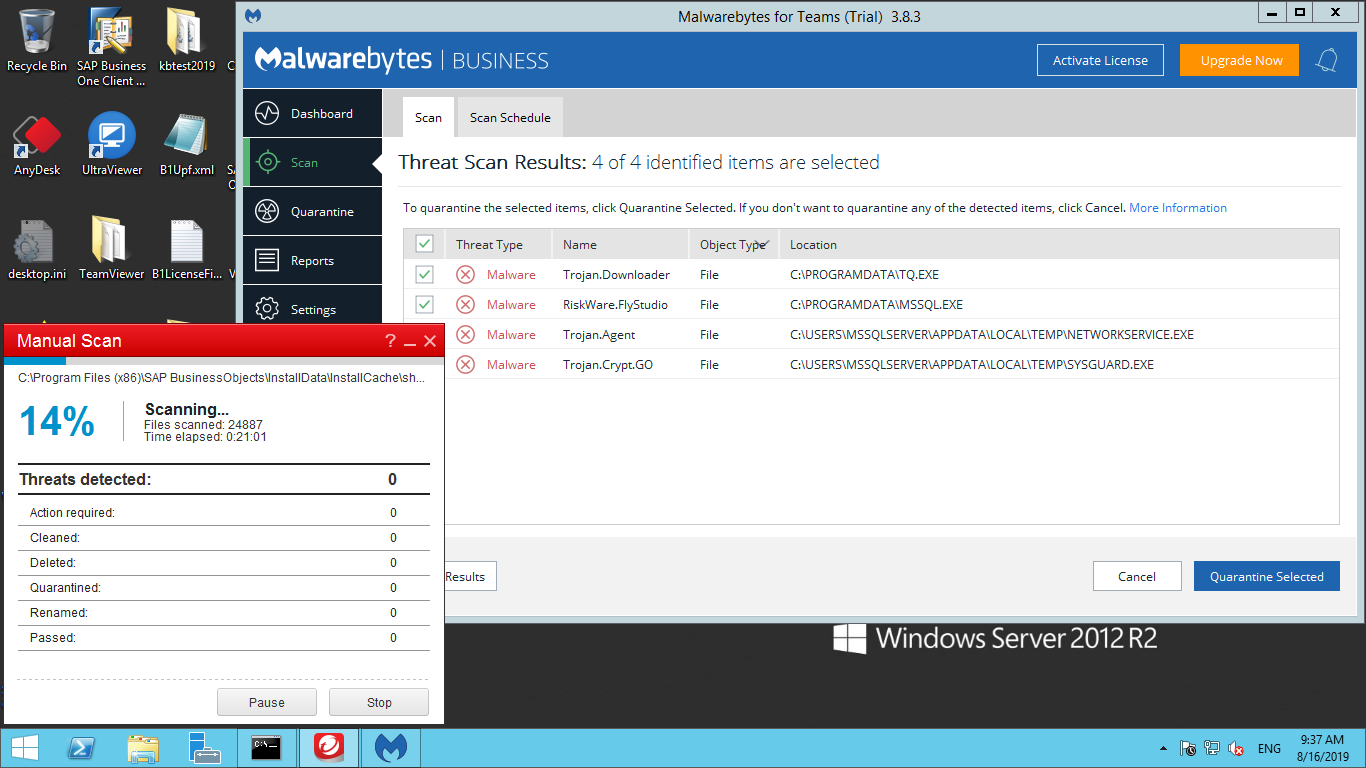 Malwarebytes for Teams (Trial) 3.8.3
Malwarebytes | BUSINESS
Activate License
Upgrade Now
Recycle Bin
SAP Business
One Client ...
kbtest2019
AnyDesk
UltraViewer
B1Upf.xml
desktop.ini
TeamViewer
B1LicenseFi...
Dashboard
Scan
Quarantine
Reports
Settings
Scan
Scan Schedule
Threat Scan Results: 4 of 4 identified items are selected
To quarantine the selected items, click Quarantine Selected. If you don't want to quarantine any of the detected items, click Cancel. More Information
Threat Type Name Object Type Location
Malware Trojan.Downloader File C:\PROGRAMDATA\TQ.EXE
Malware RiskWare.FlyStudio File C:\PROGRAMDATA\MSSQL.EXE
Malware Trojan.Agent File C:\USERS\MSSQLSERVER\APPDATA\LOCAL\TEMP\NETWORKSERVICE.EXE
Malware Trojan.Crypt.GO File C:\USERS\MSSQLSERVER\APPDATA\LOCAL\TEMP\SYSGUARD.EXE
Results
Cancel
Quarantine Selected
Manual Scan
?
C:\Program Files (x86)\SAP BusinessObjects\InstallData\InstallCache\sh...
14%
Scanning...
Files scanned: 24887
Time elapsed: 0:21:01
Threats detected: 0
Action required: 0
Cleaned: 0
Deleted: 0
Quarantined: 0
Renamed: 0
Passed: 0
Pause
Stop
Windows Server 2012 R2
C:\_
ENG
9:37 AM
8/16/2019